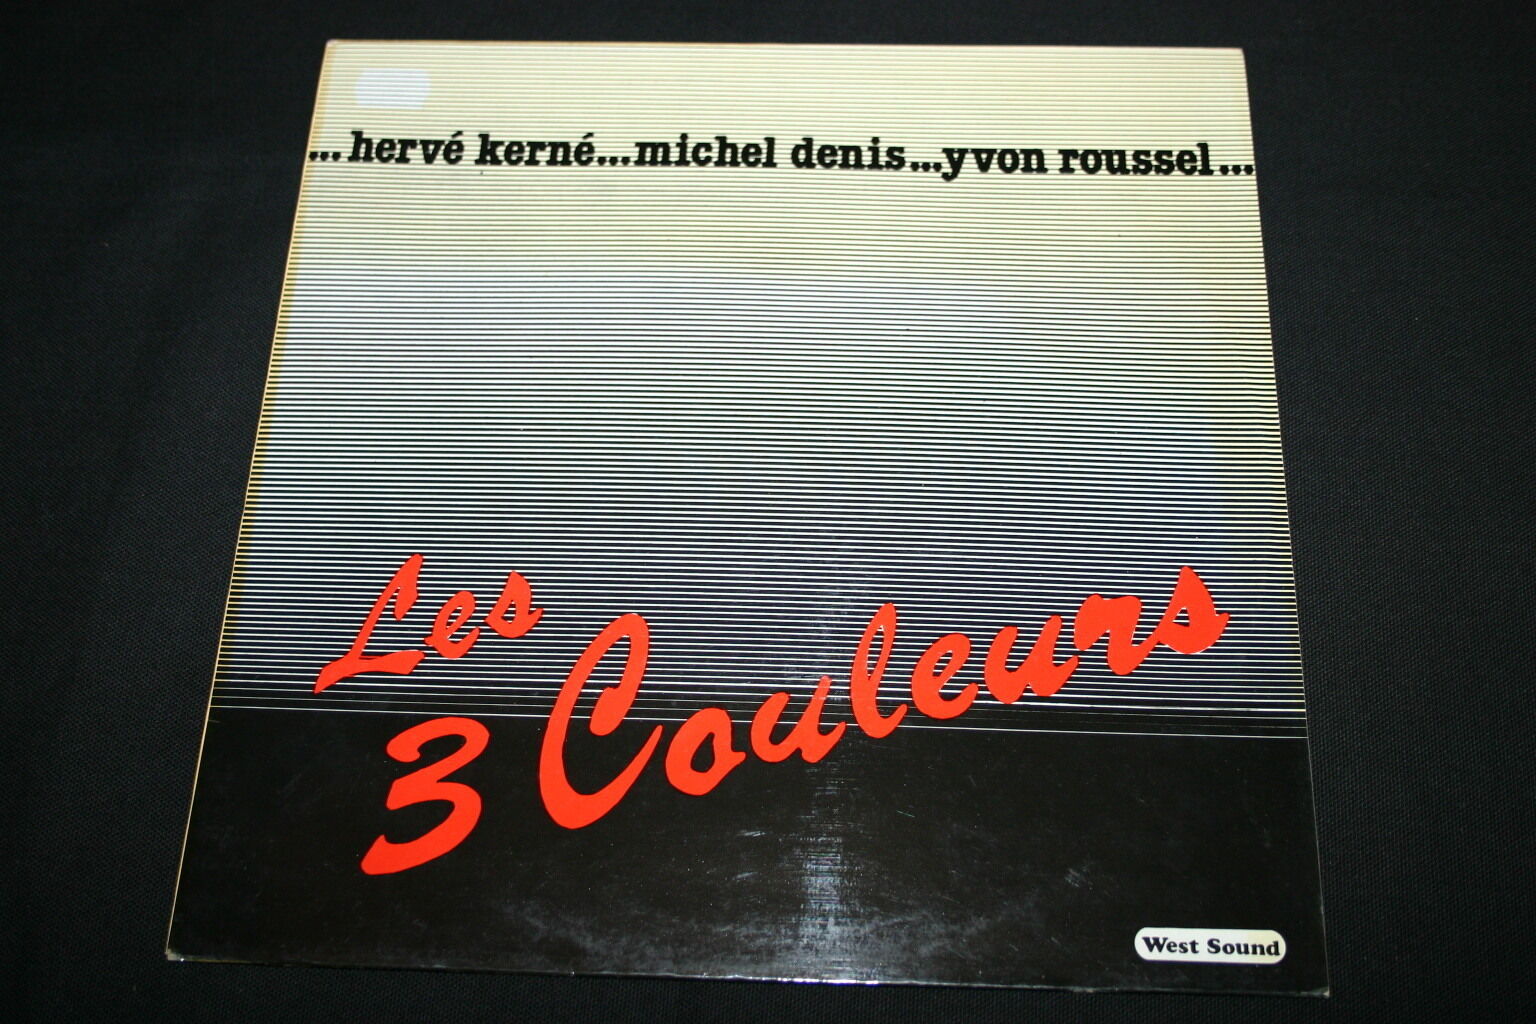 ...hervé kerné...michel denis...yvon roussel...
Les
3 Couleurs
West Sound